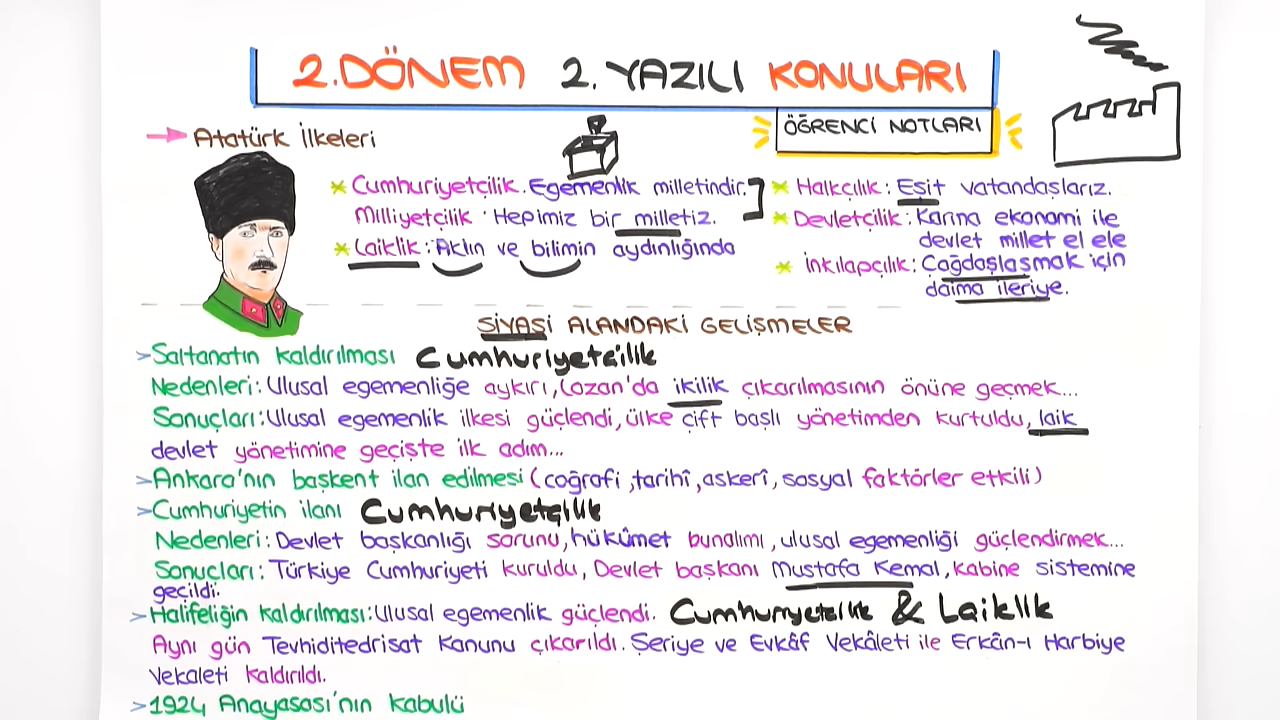 2.DÖNEM 2. YAZILI KONULARI
ÖĞRENCİ NOTLARI
Atatürk İlkeleri
Cumhuriyetçilik. Egemenlik milletindir.
Milliyetçilik : Hepimiz bir milletiz.
Laiklik : Aklın ve bilimin aydınlığında
Halkçılık : Eşit vatandaşlarız.
Devletçilik : Karma ekonomi ile
devlet millet el ele
İnkılapçılık : Çağdaşlaşmak için
daima ileriye.
SİYASİ ALANDAKİ GELİŞMELER
>Saltanatın kaldırılması Cumhuriyetçilik
Nedenleri : Ulusal egemenliğe aykırı, Lozan'da ikilik çıkarılmasının önüne geçmek...
Sonuçları : Ulusal egemenlik ilkesi güçlendi, ülke çift başlı yönetimden kurtuldu, laik
devlet yönetimine geçişte ilk adım...
>Ankara'nın başkent ilan edilmesi (coğrafi, tarihî, askerî, sosyal faktörler etkili)
>Cumhuriyetin ilanı Cumhuriyetçilik
Nedenleri : Devlet başkanlığı sorunu, hükûmet bunalımı, ulusal egemenliği güçlendirmek...
Sonuçları : Türkiye Cumhuriyeti kuruldu, Devlet başkanı Mustafa Kemal, kabine sistemine
geçildi.
>Halifeliğin kaldırılması : Ulusal egemenlik güçlendi. Cumhuriyetçilik & Laiklik
Aynı gün Tevhiditedrisat Kanunu çıkarıldı. Şeriye ve Evkâf Vekâleti ile Erkân-ı Harbiye
Vekaleti kaldırıldı.
>1924 Anayasası'nın kabulü